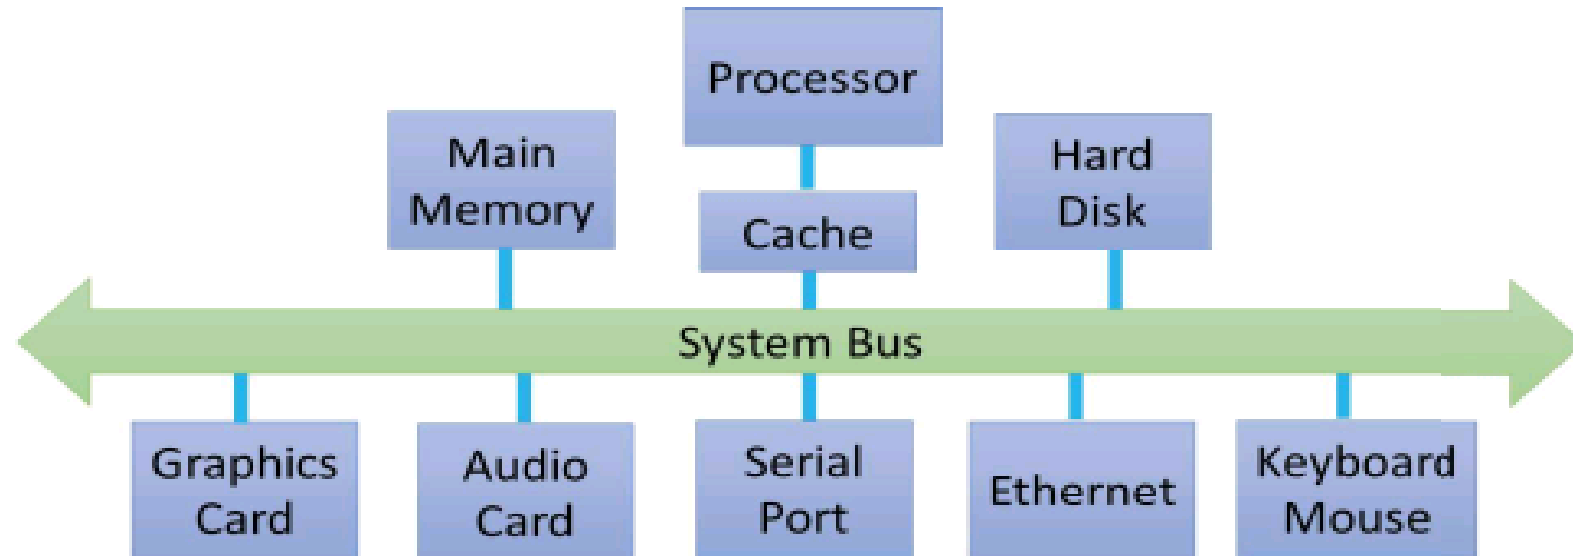 Processor
Main
Memory
Hard
Disk
Cache
System Bus
Graphics
Card
Audio
Card
Serial
Port
Ethernet
Keyboard
Mouse